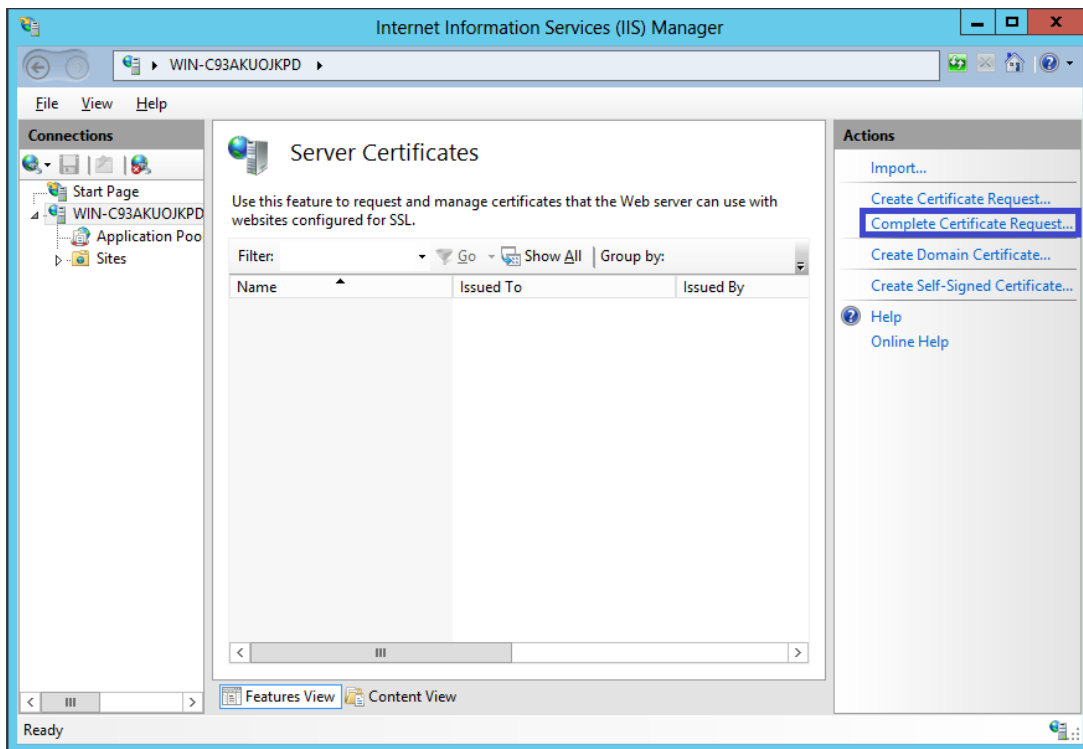 Internet Information Services (IIS) Manager
WIN-C93AKUOJKPD
File View Help
Connections
Start Page
WIN-C93AKUOJKPD
Application Poo
Sites
Server Certificates
Use this feature to request and manage certificates that the Web server can use with
websites configured for SSL.
Filter: Go Show All Group by:
Name Issued To Issued By
Features View Content View
Actions
Import...
Create Certificate Request...
Complete Certificate Request...
Create Domain Certificate...
Create Self-Signed Certificate...
Help
Online Help
Ready